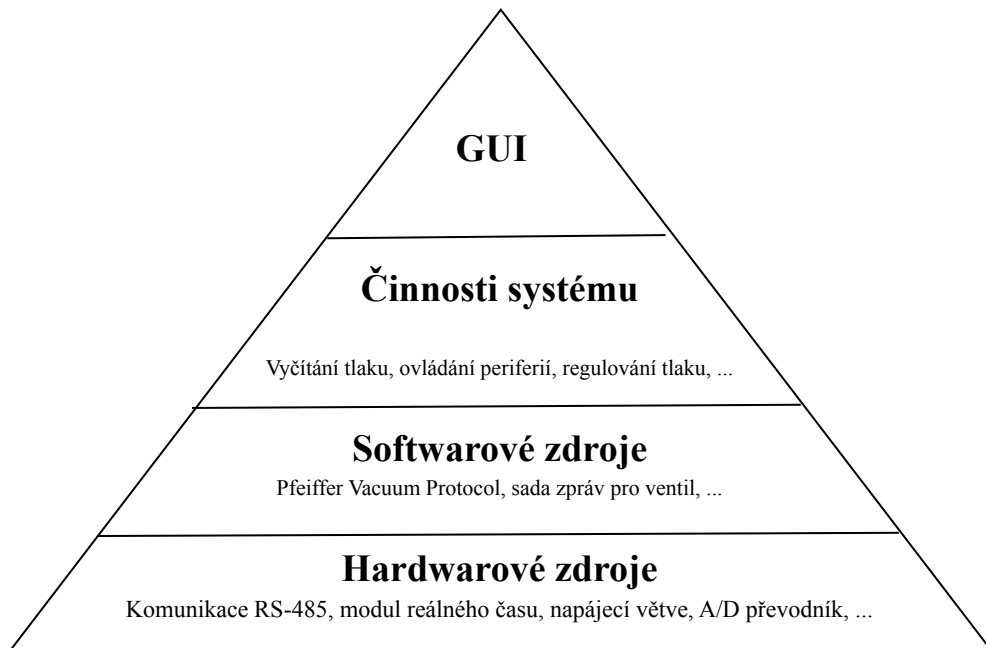 GUI
Činnosti systému
Vyčítání tlaku, ovládání periferií, regulování tlaku, ...
Softwarové zdroje
Pfeiffer Vacuum Protocol, sada zpráv pro ventil, ...
Hardwarové zdroje
Komunikace RS-485, modul reálného času, napájecí větve, A/D převodník, ...